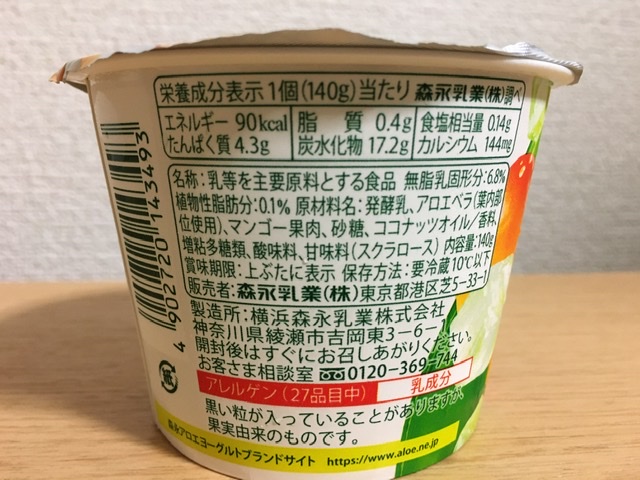 栄養成分表示 1個(140g)当たり 森永乳業(株)調べ
エネルギー 90kcal 脂質 0.4g 食塩相当量 0.14g
たんぱく質 4.3g 炭水化物 17.2g カルシウム 144mg
名称:乳等を主要原料とする食品 無脂乳固形分:6.8%
植物性脂肪分:0.1% 原材料名:発酵乳、アロエベラ(葉内部
位使用)、マンゴー果肉、砂糖、ココナッツオイル/香料、
増粘多糖類、酸味料、甘味料(スクラロース) 内容量:140g
賞味期限:上ぶたに表示 保存方法:要冷蔵10℃以下
販売者:森永乳業(株)東京都港区芝5-33-1
製造所:横浜森永乳業株式会社
神奈川県綾瀬市吉岡東3-6-1
開封後はすぐにお召しあがりください。
お客さま相談室 0120-369-744
アレルゲン(27品目中) 乳成分
黒い粒が入っていることがありますが、
果実由来のものです。
森永アロエヨーグルトブランドサイト https://www.aloe.ne.jp
4 902720 143493